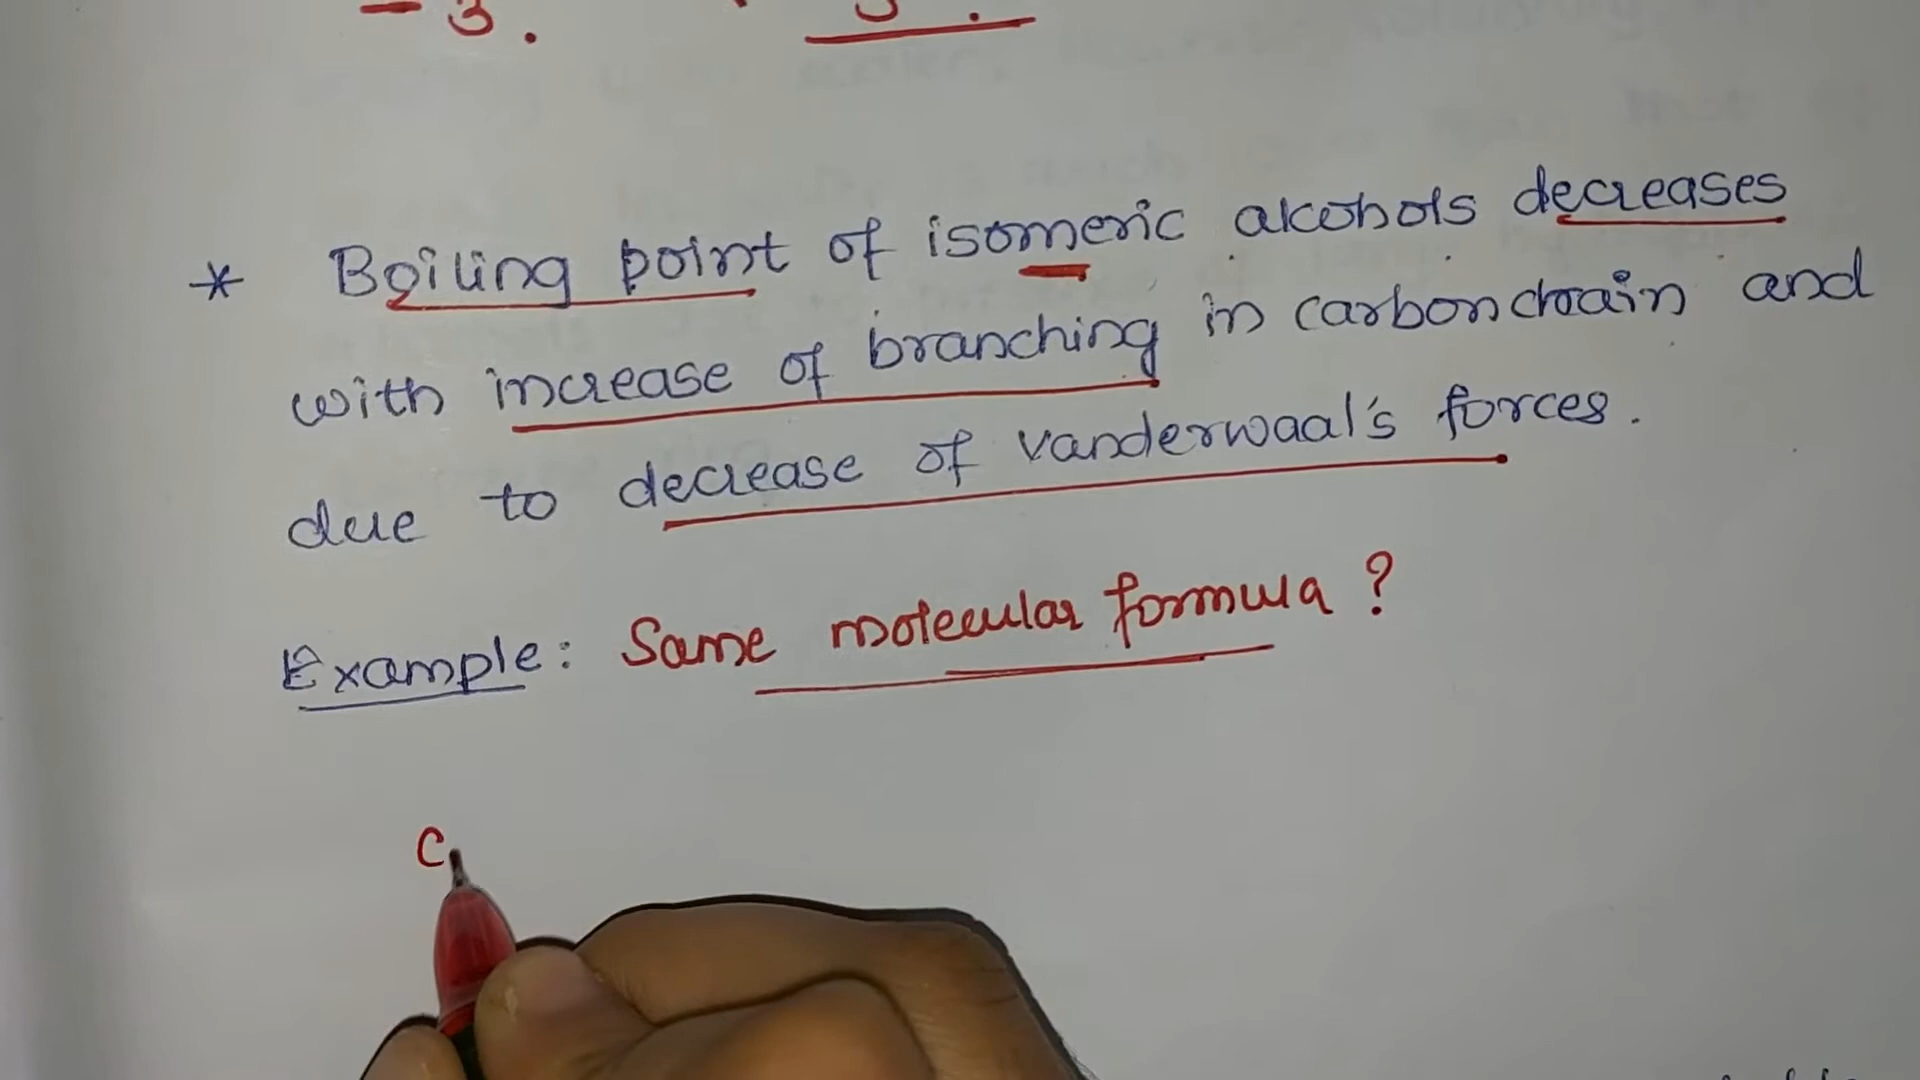 3.
* Boiling point of isomeric alcohols decreases
with increase of branching in carbon chain and
due to decrease of vanderwaal's forces.
Example: Same molecular formula?
C